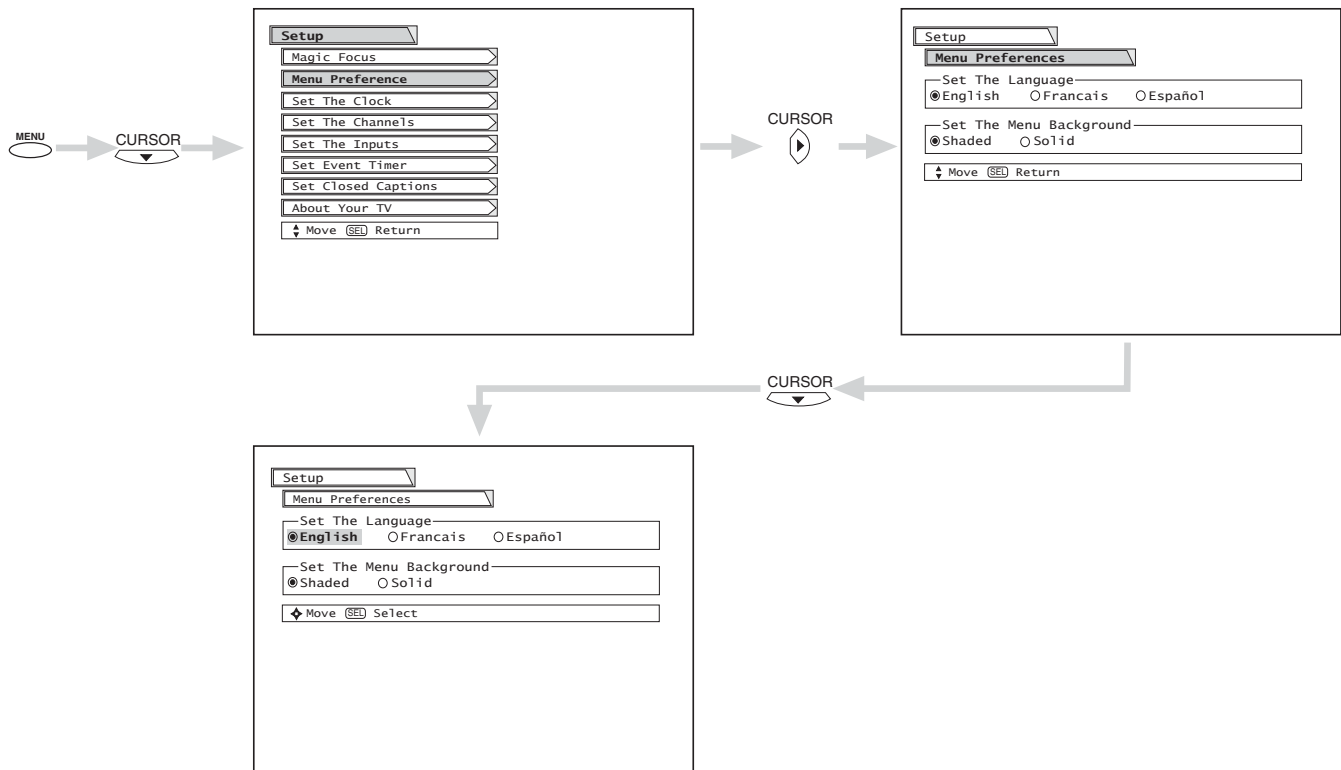 MENU
CURSOR
Setup
Magic Focus
Menu Preference
Set The Clock
Set The Channels
Set The Inputs
Set Event Timer
Set Closed Captions
About Your TV
Move SEL Return
CURSOR
Setup
Menu Preferences
Set The Language
English Francais Español
Set The Menu Background
Shaded Solid
Move SEL Return
CURSOR
Setup
Menu Preferences
Set The Language
English Francais Español
Set The Menu Background
Shaded Solid
Move SEL Select